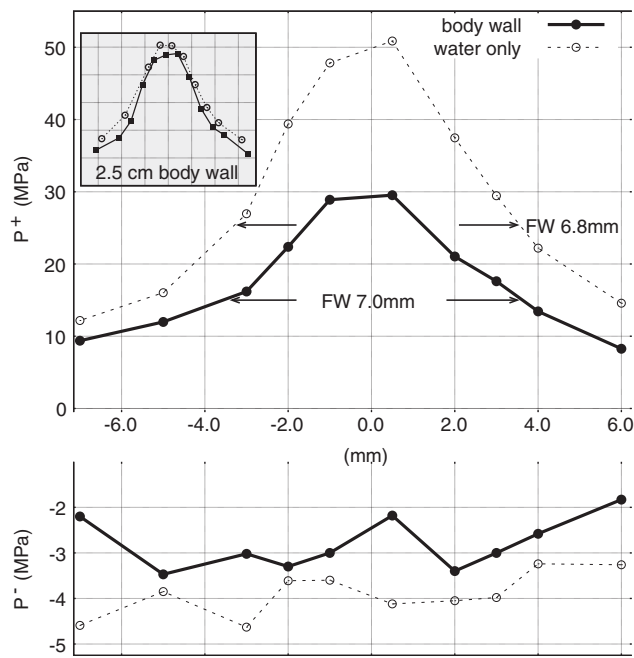 body wall
water only
50
40
30
20
10
0
P+ (MPa)
2.5 cm body wall
FW 6.8mm
FW 7.0mm
-6.0 -4.0 -2.0 0.0 2.0 4.0 6.0
(mm)
-2
-3
-4
-5
P- (MPa)